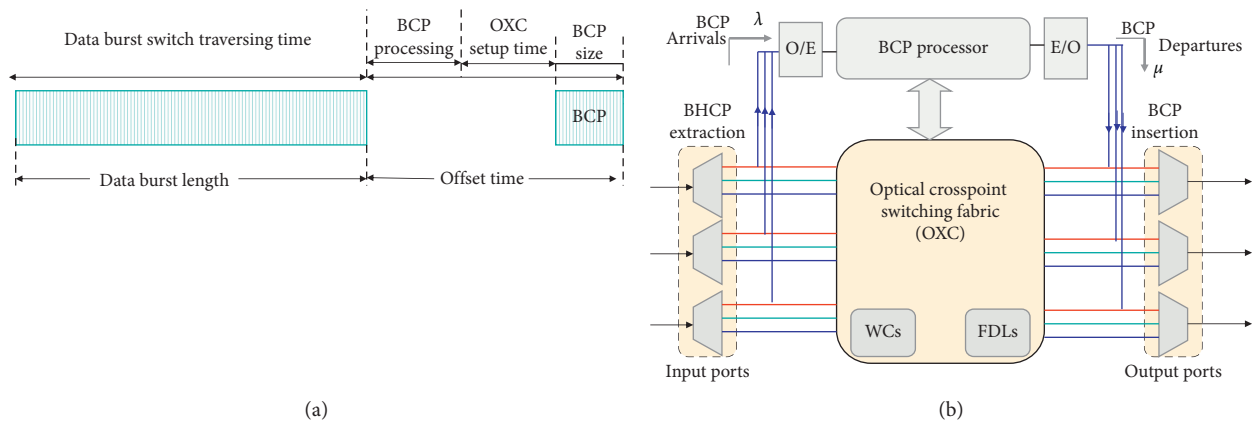 Data burst switch traversing time
BCP
processing
OXC
setup time
BCP
size
BCP
Data burst length
Offset time
(a)
BCP
Arrivals
λ
O/E
BCP processor
E/O
BCP
Departures
μ
BHCP
extraction
BCP
insertion
Optical crosspoint
switching fabric
(OXC)
WCs
FDLs
Input ports
Output ports
(b)